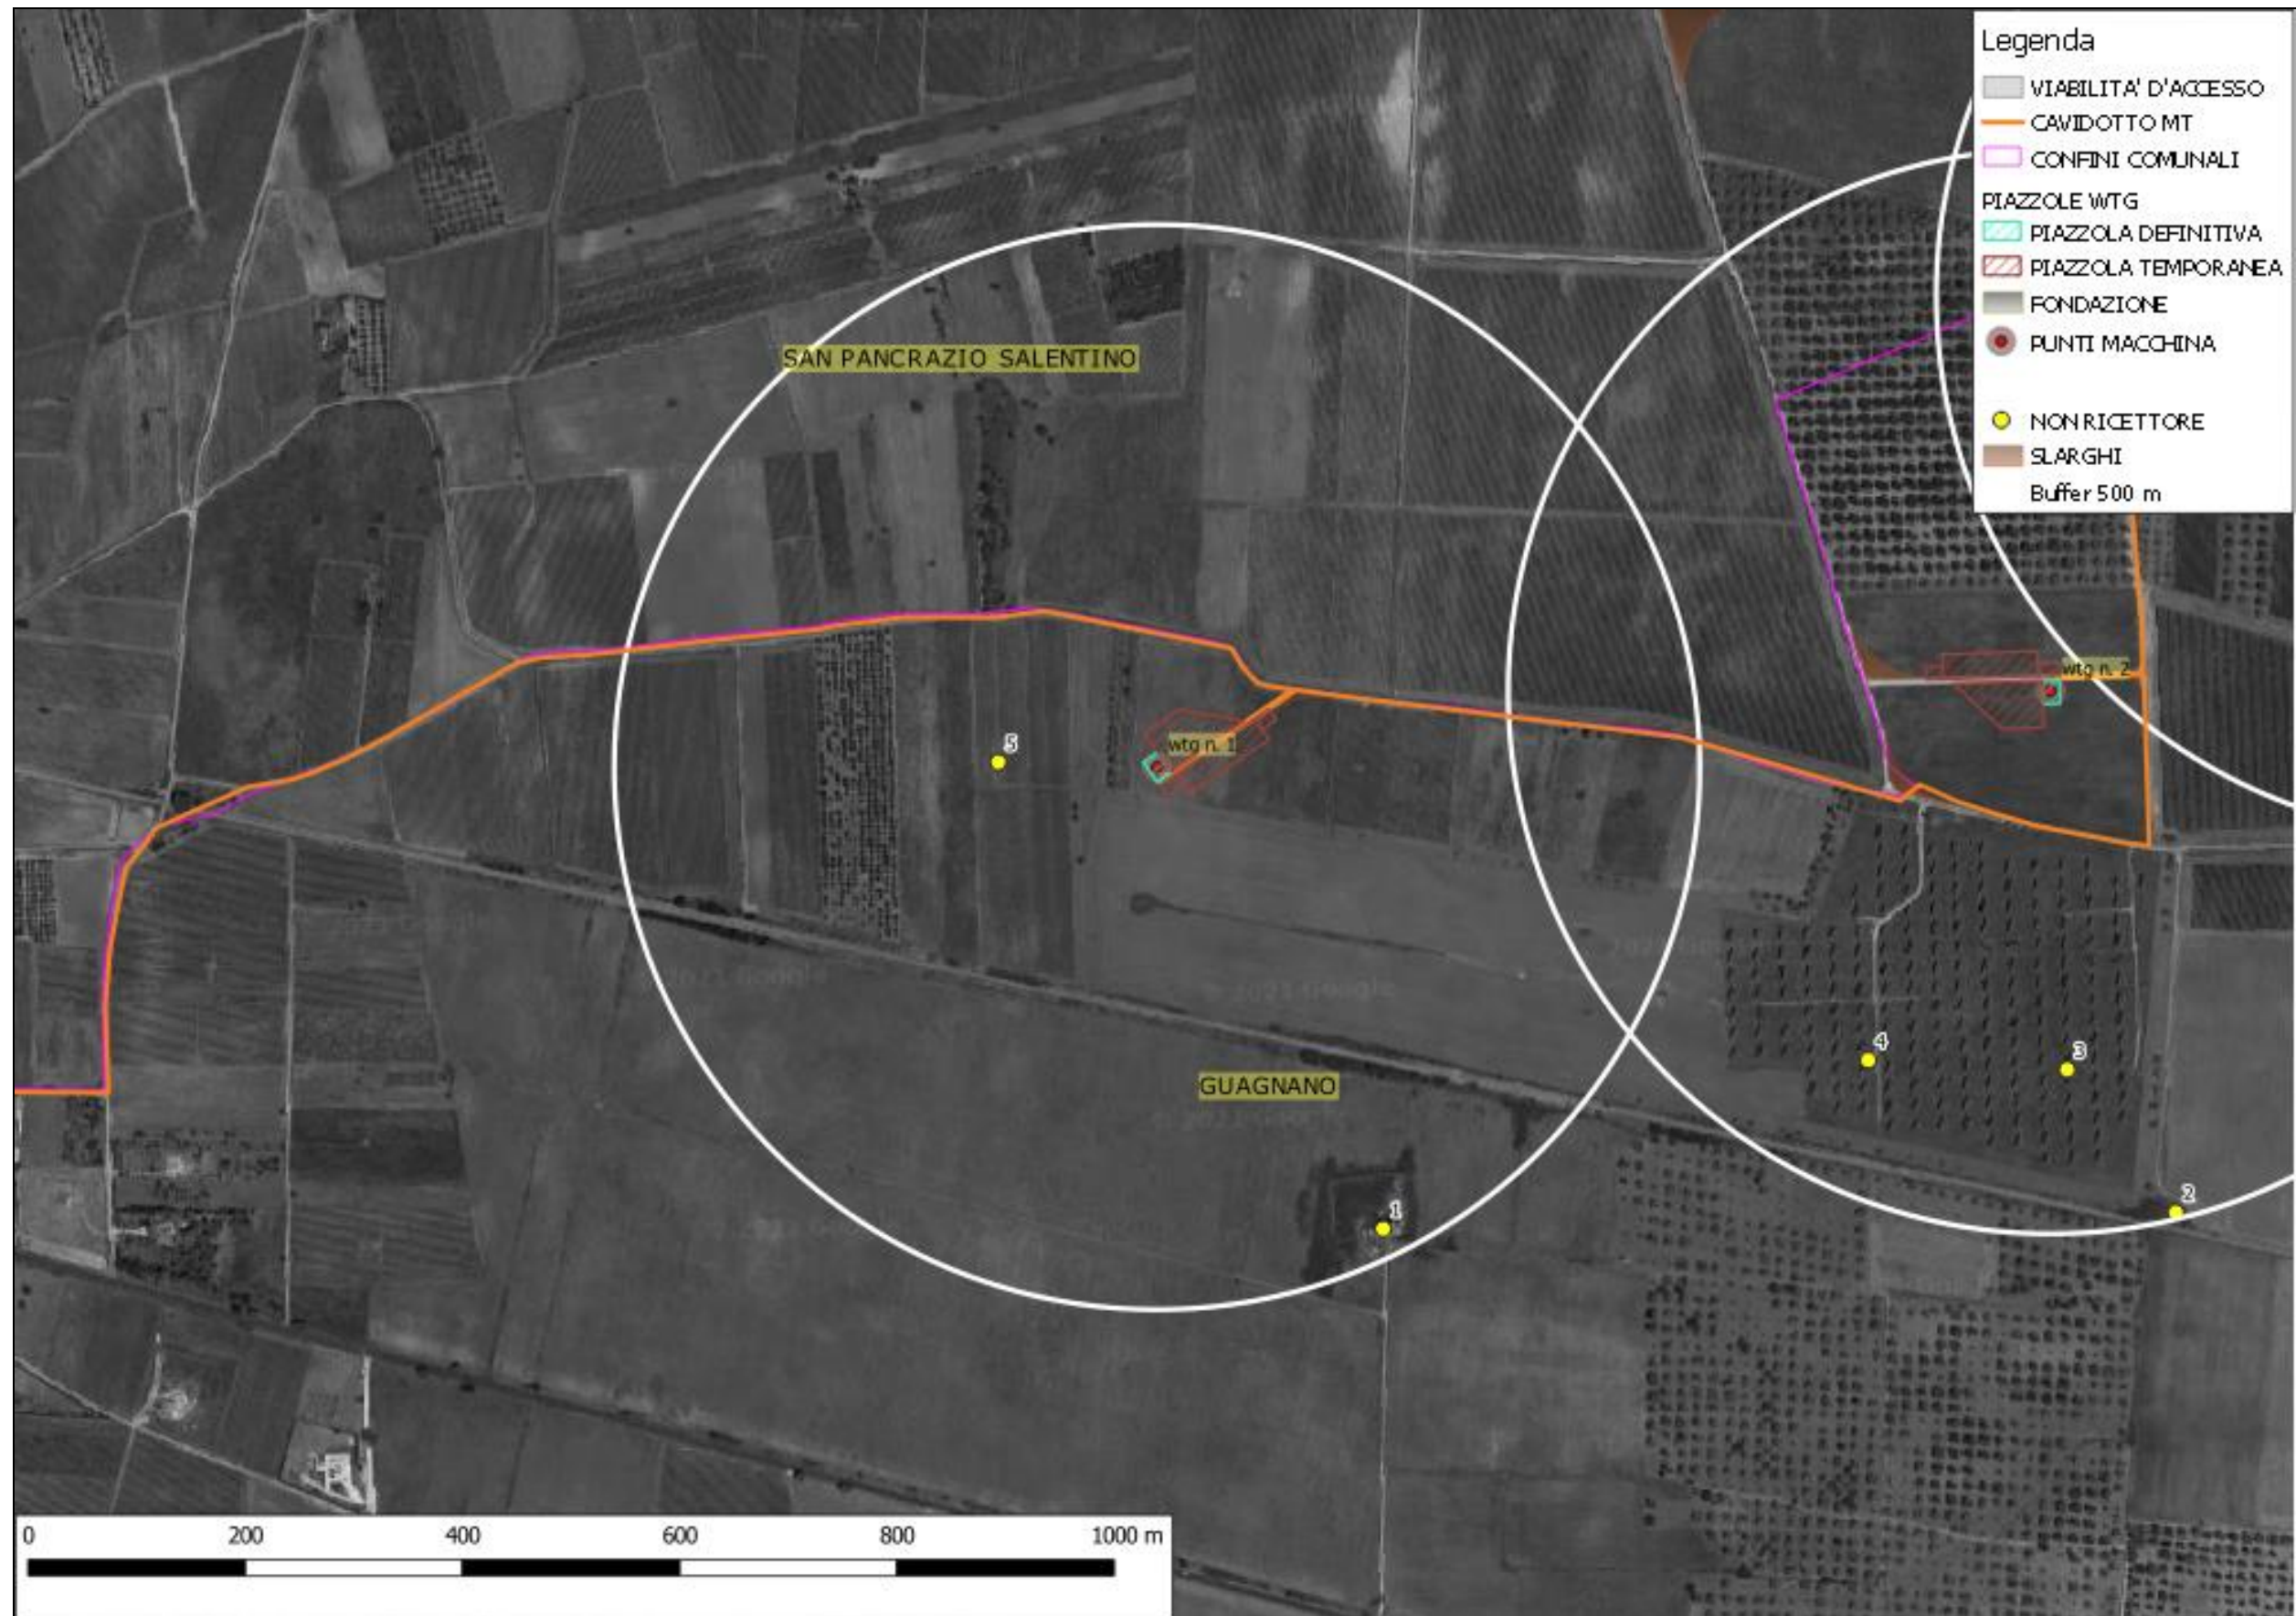 Legenda
VIABILITA' D'ACCESSO
CAVIDOTTO MT
CONFINI COMUNALI
PIAZZOLE WTG
PIAZZOLA DEFINITIVA
PIAZZOLA TEMPORANEA
FONDAZIONE
PUNTI MACCHINA
NON RICETTORE
SLARGHI
Buffer 500 m
SAN PANCRAZIO SALENTINO
wtg n. 2
wtg n. 1
5
4
3
GUAGNANO
2
1
0 200 400 600 800 1000 m